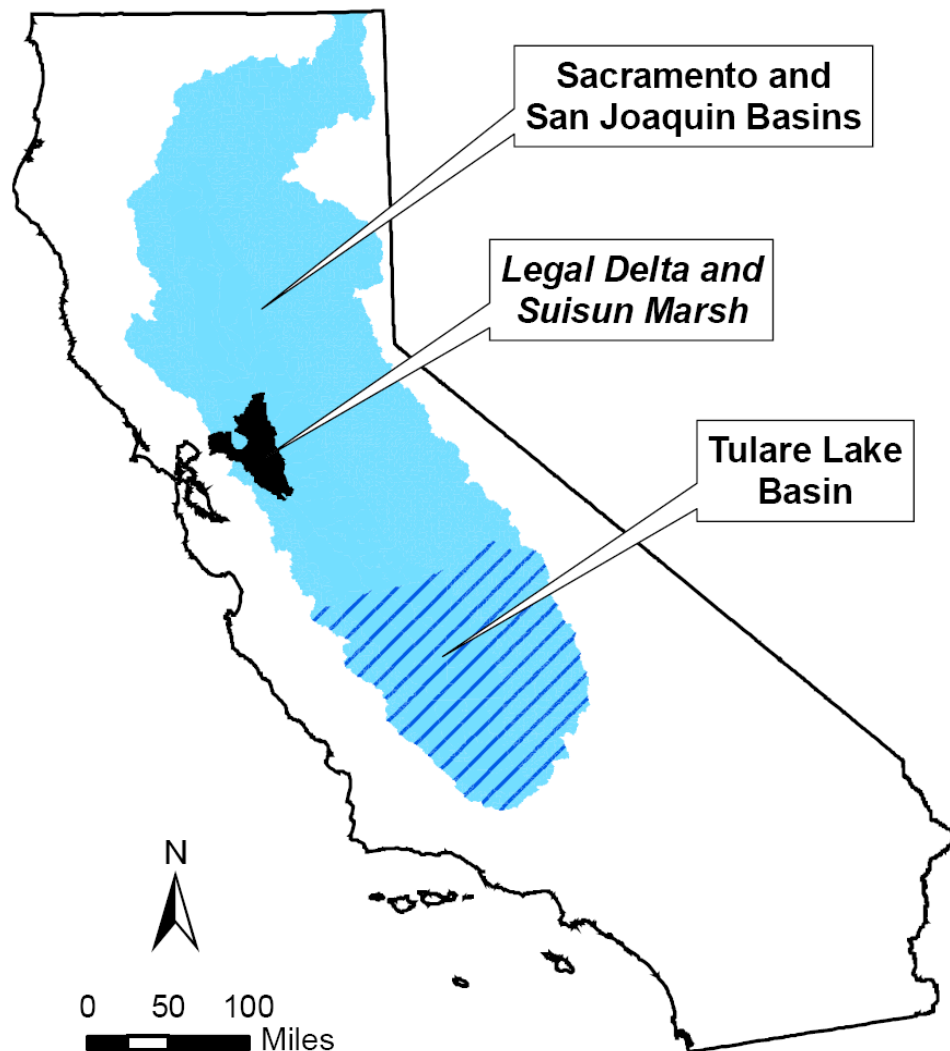 Sacramento and
San Joaquin Basins
Legal Delta and
Suisun Marsh
Tulare Lake
Basin
N
0 50 100
Miles